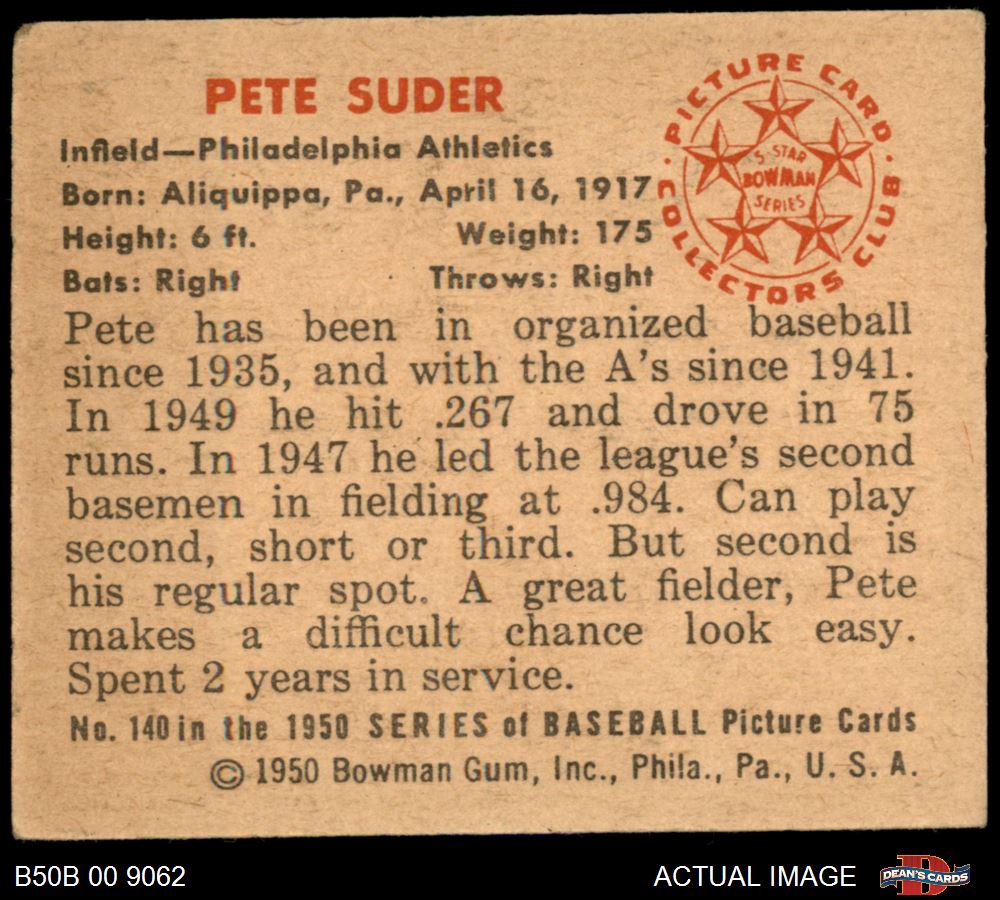 PETE SUDER
Infield—Philadelphia Athletics
Born: Aliquippa, Pa., April 16, 1917
Height: 6 ft. Weight: 175
Bats: Right Throws: Right
PICTURE CARD
COLLECTORS CLUB
5 STAR
BOWMAN
SERIES
Pete has been in organized baseball
since 1935, and with the A's since 1941.
In 1949 he hit .267 and drove in 75
runs. In 1947 he led the league's second
basemen in fielding at .984. Can play
second, short or third. But second is
his regular spot. A great fielder, Pete
makes a difficult chance look easy.
Spent 2 years in service.
No. 140 in the 1950 SERIES of BASEBALL Picture Cards
© 1950 Bowman Gum, Inc., Phila., Pa., U. S. A.
B50B 00 9062 ACTUAL IMAGE
D
DEAN'S CARDS